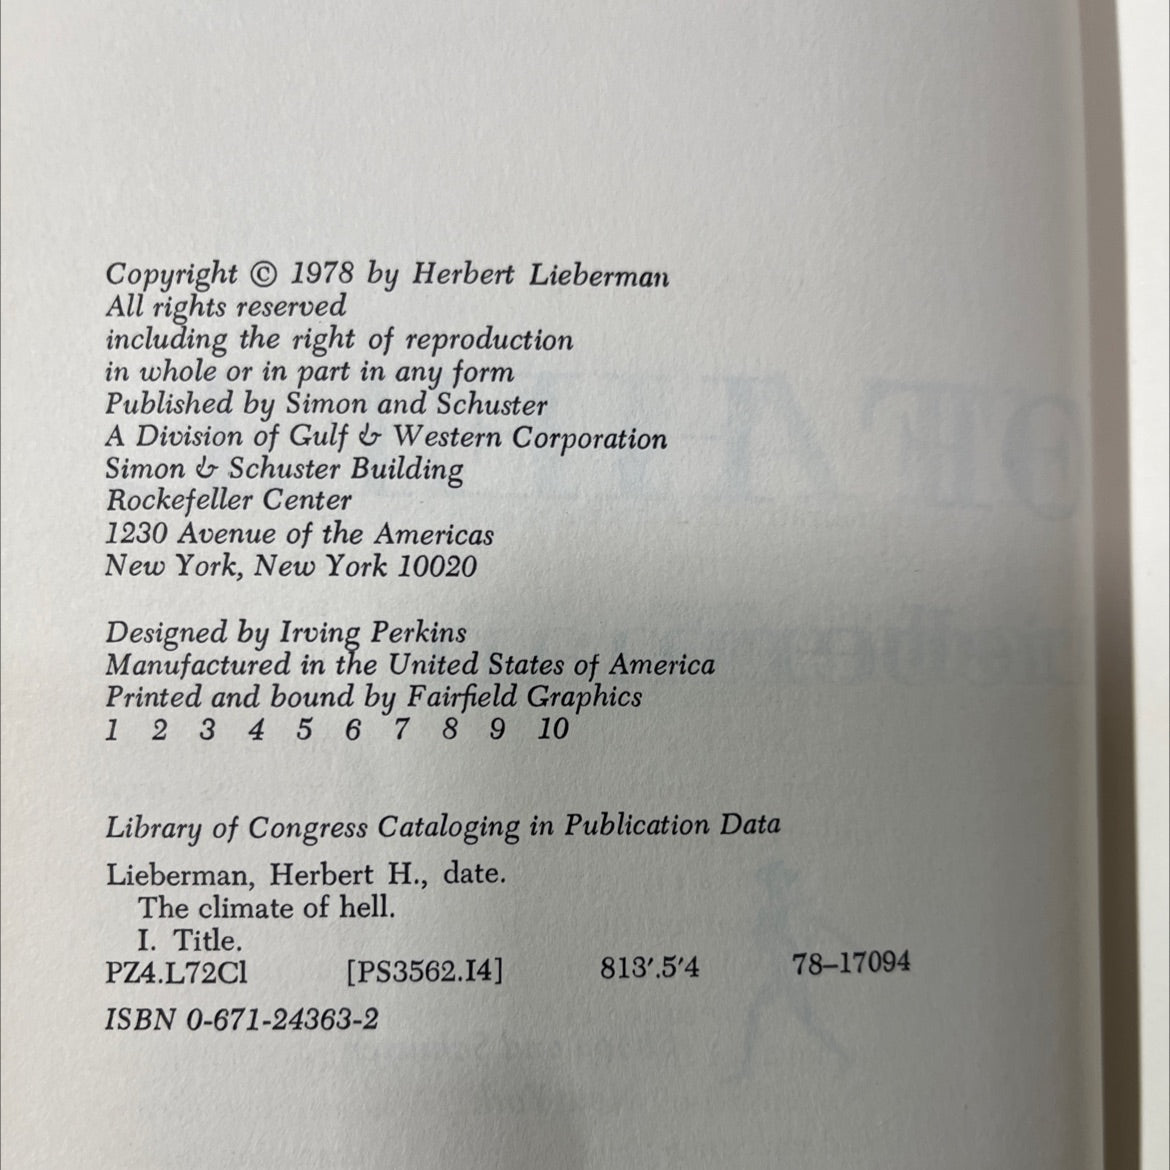 Copyright © 1978 by Herbert Lieberman
All rights reserved
including the right of reproduction
in whole or in part in any form
Published by Simon and Schuster
A Division of Gulf & Western Corporation
Simon & Schuster Building
Rockefeller Center
1230 Avenue of the Americas
New York, New York 10020
Designed by Irving Perkins
Manufactured in the United States of America
Printed and bound by Fairfield Graphics
1 2 3 4 5 6 7 8 9 10
Library of Congress Cataloging in Publication Data
Lieberman, Herbert H., date.
The climate of hell.
I. Title.
PZ4.L72Cl [PS3562.I4] 813'.5'4 78–17094
ISBN 0-671-24363-2